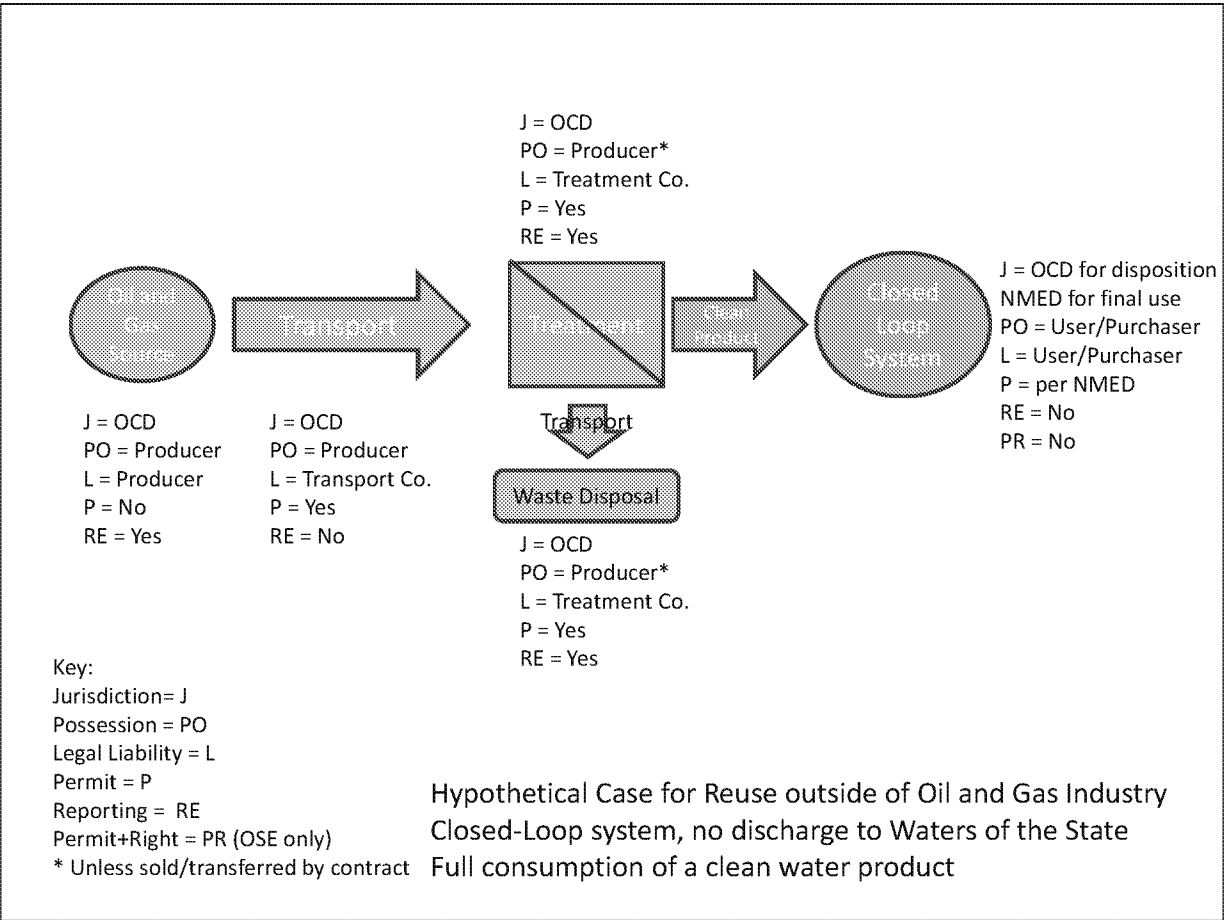 J = OCD
PO = Producer*
L = Treatment Co.
P = Yes
RE = Yes
Oil and
Gas
Source
Transport
Treatment
Clean
Product
Closed
Loop
System
J = OCD for disposition
NMED for final use
PO = User/Purchaser
L = User/Purchaser
P = per NMED
RE = No
PR = No
J = OCD
PO = Producer
L = Producer
P = No
RE = Yes
J = OCD
PO = Producer
L = Transport Co.
P = Yes
RE = No
Transport
Waste Disposal
J = OCD
PO = Producer*
L = Treatment Co.
P = Yes
RE = Yes
Key:
Jurisdiction= J
Possession = PO
Legal Liability = L
Permit = P
Reporting =  RE
Permit+Right = PR (OSE only)
* Unless sold/transferred by contract
Hypothetical Case for Reuse outside of Oil and Gas Industry
Closed-Loop system, no discharge to Waters of the State
Full consumption of a clean water product